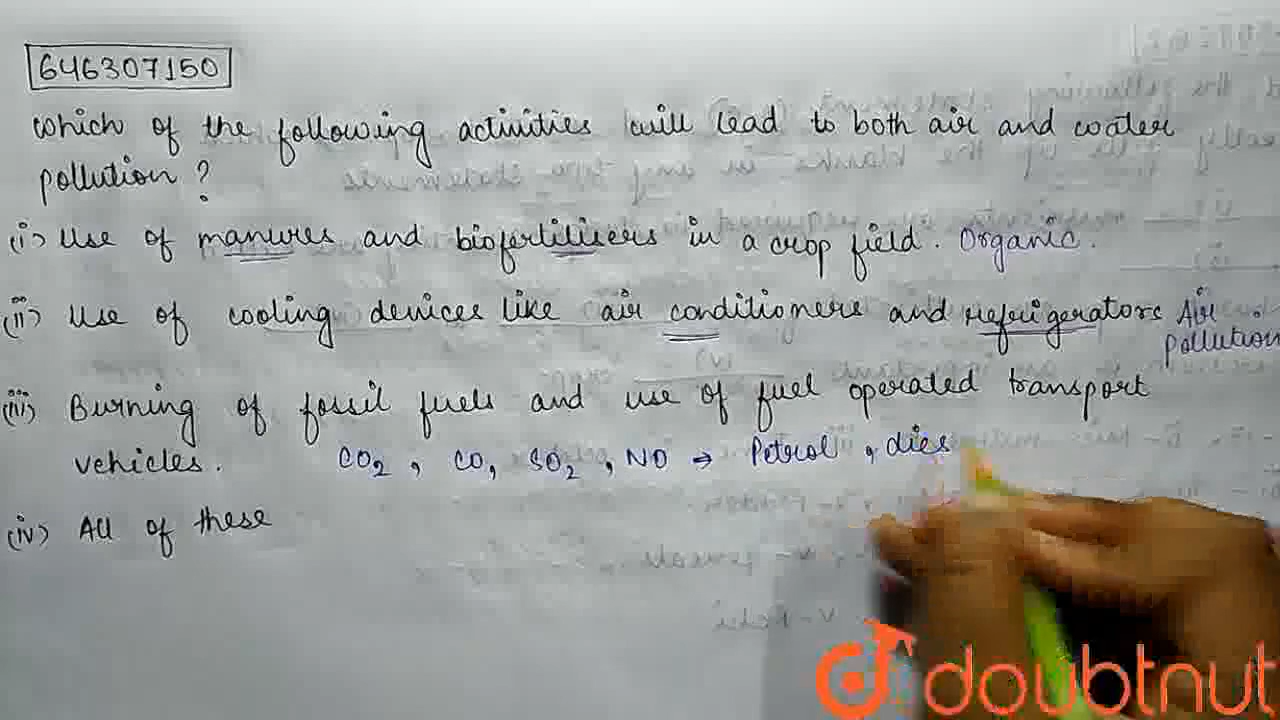 646307150
Which of the following activities will lead to both air and water
pollution ?
(i) Use of manures and biofertilisers in a crop field. Organic.
(ii) Use of cooling devices like air conditioners and refrigerators Air
pollution
(iii) Burning of fossil fuels and use of fuel operated transport
vehicles. CO2, CO, SO2, NO → Petrol, dies
(iv) All of these
doubtnut